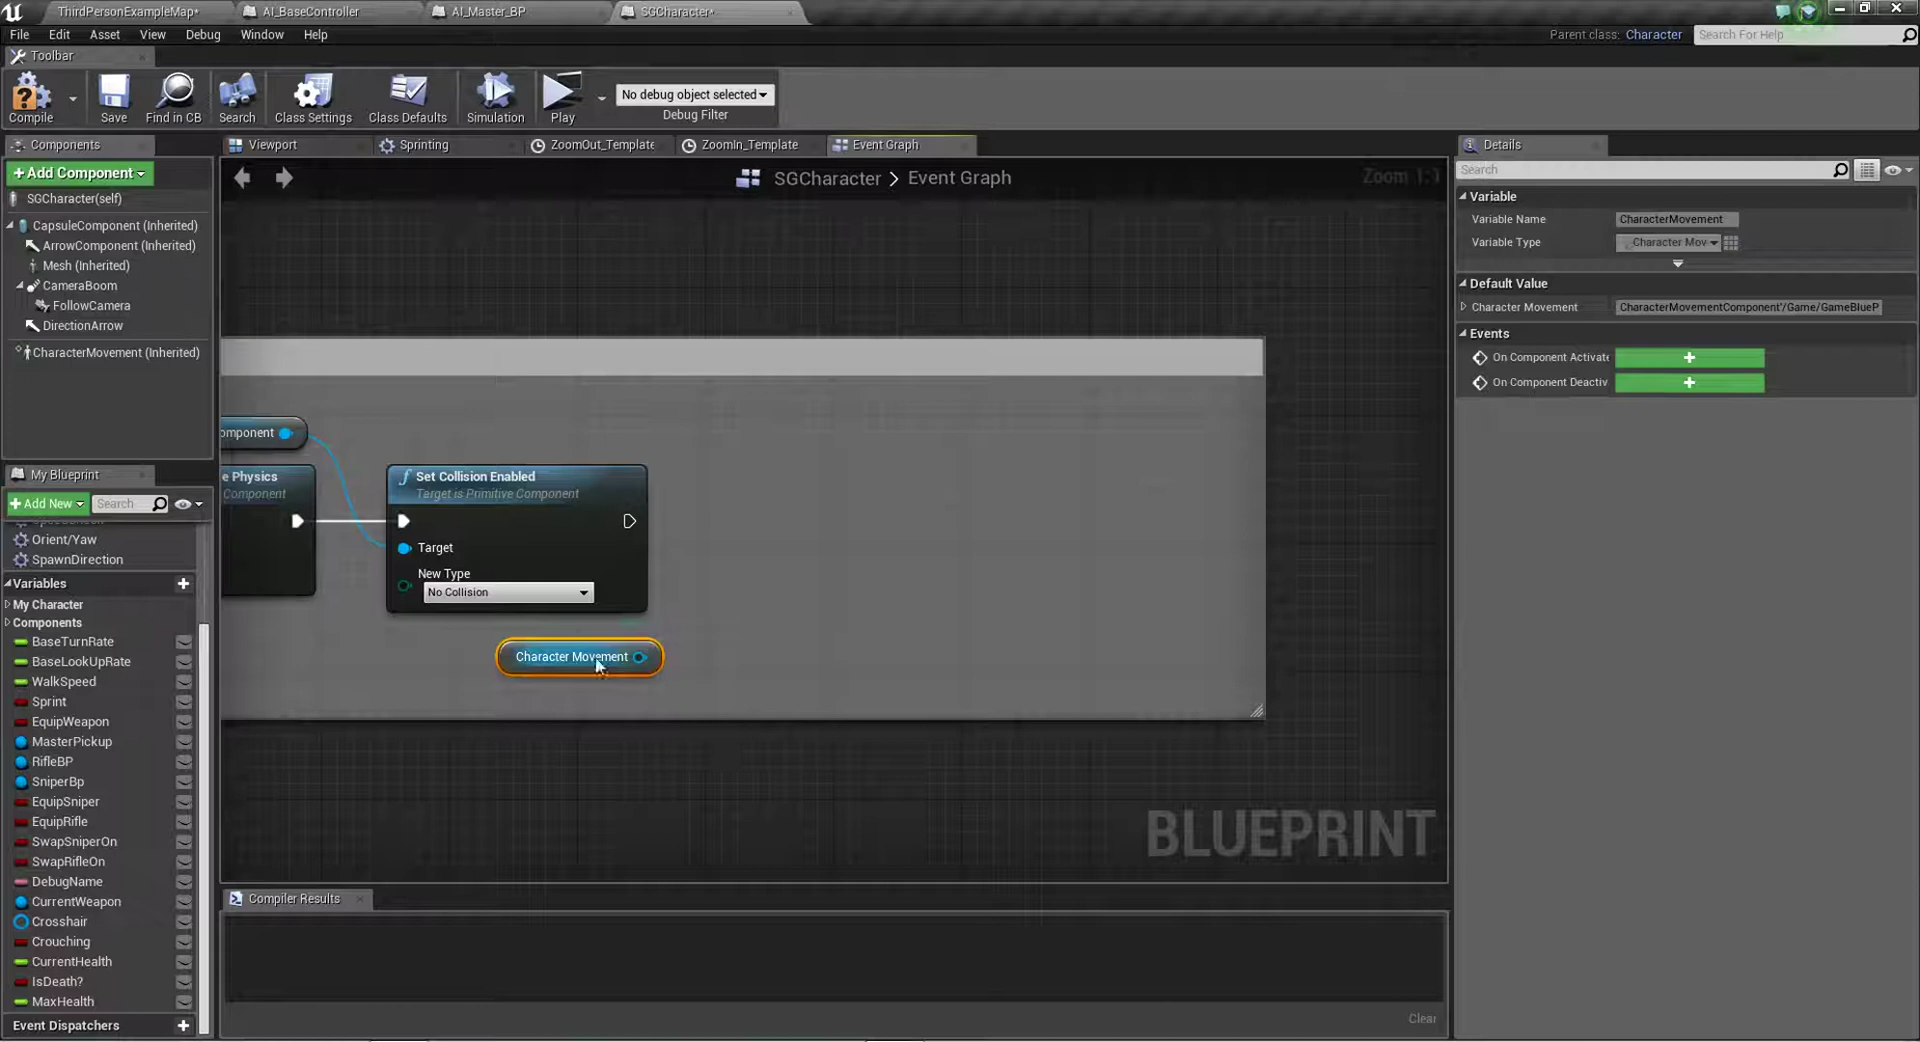 ThirdPersonExampleMap*
AI_BaseController
AI_Master_BP
SGCharacter*
File
Edit
Asset
View
Debug
Window
Help
Parent class: Character
Search For Help
Toolbar
Compile
Save
Find in CB
Search
Class Settings
Class Defaults
Simulation
Play
No debug object selected
Debug Filter
Components
+Add Component
SGCharacter(self)
CapsuleComponent (Inherited)
ArrowComponent (Inherited)
Mesh (Inherited)
CameraBoom
FollowCamera
DirectionArrow
CharacterMovement (Inherited)
My Blueprint
+Add New
Search
Orient/Yaw
SpawnDirection
Variables
My Character
Components
BaseTurnRate
BaseLookUpRate
WalkSpeed
Sprint
EquipWeapon
MasterPickup
RifleBP
SniperBp
EquipSniper
EquipRifle
SwapSniperOn
SwapRifleOn
DebugName
CurrentWeapon
Crosshair
Crouching
CurrentHealth
IsDeath?
MaxHealth
Event Dispatchers
Viewport
Sprinting
ZoomOut_Template
ZoomIn_Template
Event Graph
SGCharacter > Event Graph
Zoom 1:1
omponent
e Physics
Component
Set Collision Enabled
Target is Primitive Component
Target
New Type
No Collision
Character Movement
BLUEPRINT
Compiler Results
Clear
Details
Search
Variable
Variable Name
CharacterMovement
Variable Type
Character Mov
Default Value
Character Movement
CharacterMovementComponent'/Game/GameBlueP
Events
On Component Activate
On Component Deactiv